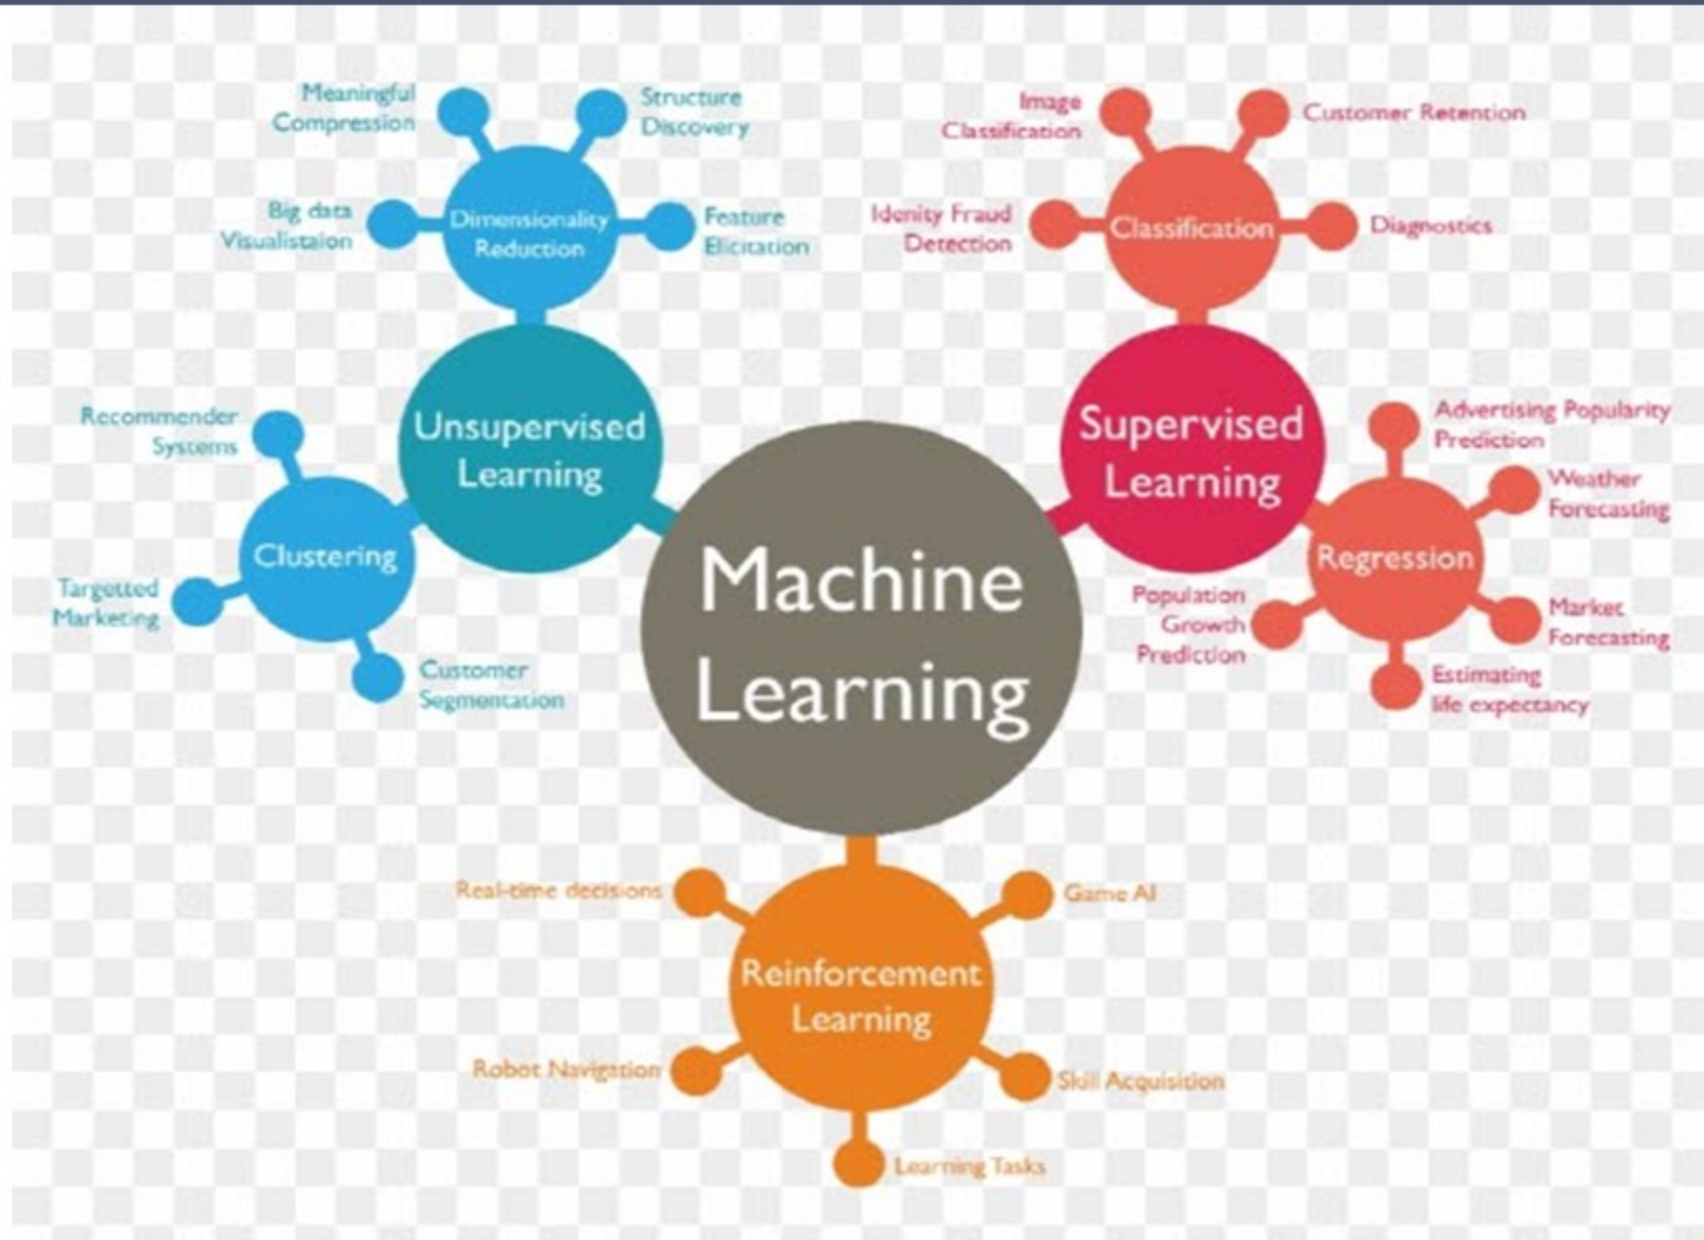 Meaningful
Compression
Structure
Discovery
Big data
Visualistaion
Dimensionality
Reduction
Feature
Elicitation
Image
Classification
Customer Retention
Idenity Fraud
Detection
Classification
Diagnostics
Recommender
Systems
Unsupervised
Learning
Clustering
Targetted
Marketing
Customer
Segmentation
Supervised
Learning
Advertising Popularity
Prediction
Weather
Forecasting
Regression
Population
Growth
Prediction
Market
Forecasting
Estimating
life expectancy
Machine
Learning
Real-time decisions
Game AI
Reinforcement
Learning
Robot Navigation
Skill Acquisition
Learning Tasks